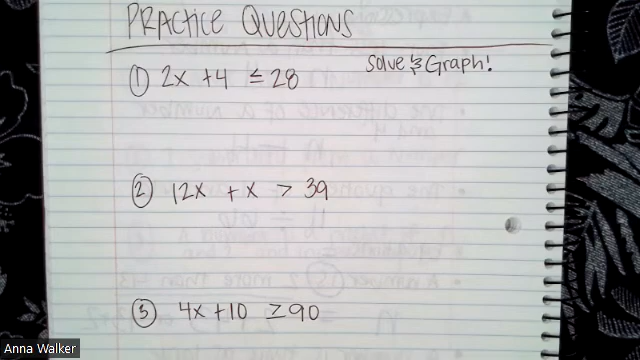 PRACTICE QUESTIONS
Solve & Graph!
① 2x + 4 ≤ 28
② 12x + x > 39
③ 4x + 10 ≥ 90
Anna Walker